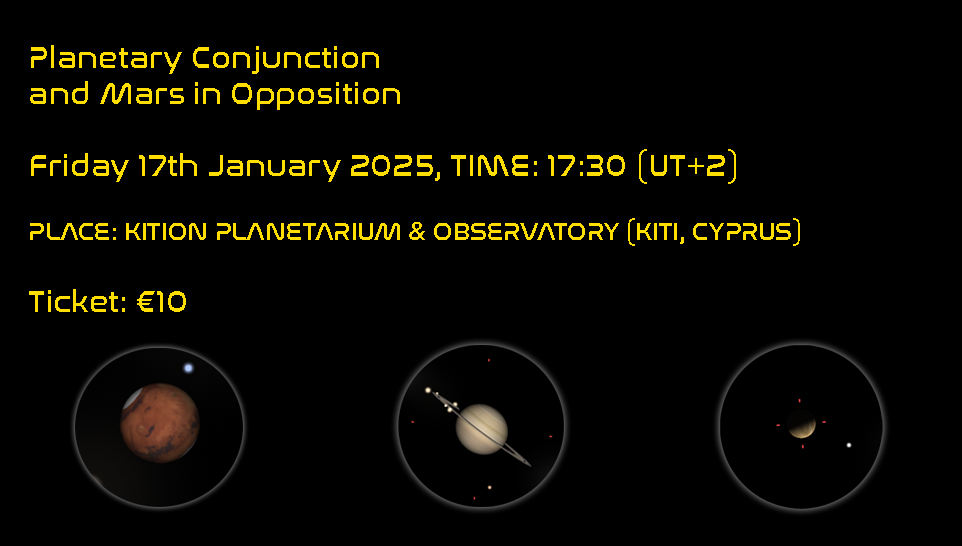 Planetary Conjunction
and Mars in Opposition
Friday 17th January 2025, TIME: 17:30 (UT+2)
PLACE: KITION PLANETARIUM & OBSERVATORY (KITI, CYPRUS)
Ticket: €10